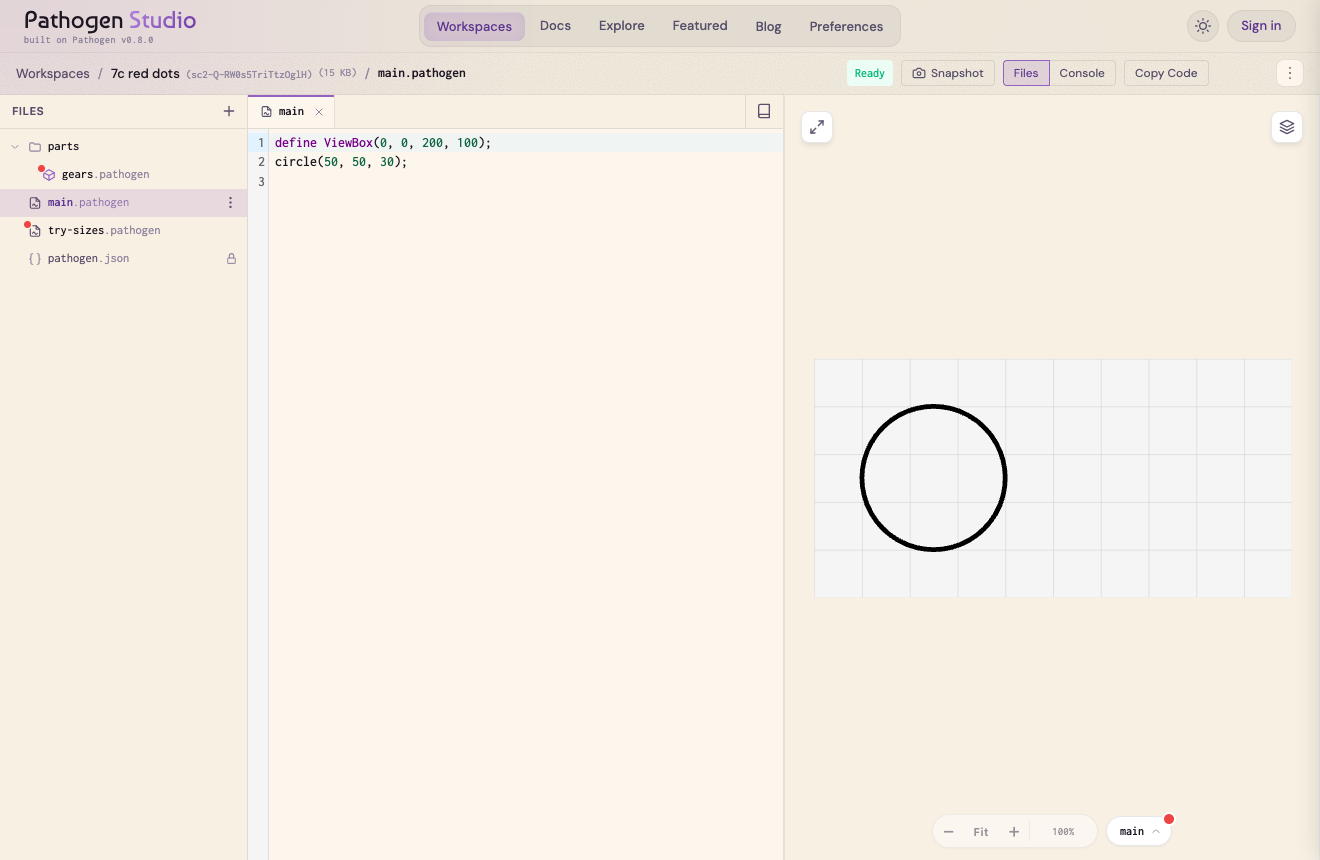 Pathogen Studio
built on Pathogen v0.8.0
Workspaces
Docs
Explore
Featured
Blog
Preferences
Sign in
Workspaces / 7c red dots (sc2-Q-RW0s5TriTtzOglH) (15 KB) / main.pathogen
Ready
Snapshot
Files
Console
Copy Code
FILES
main
parts
gears.pathogen
main.pathogen
try-sizes.pathogen
{} pathogen.json
1 define ViewBox(0, 0, 200, 100);
2 circle(50, 50, 30);
3
Fit
100%
main